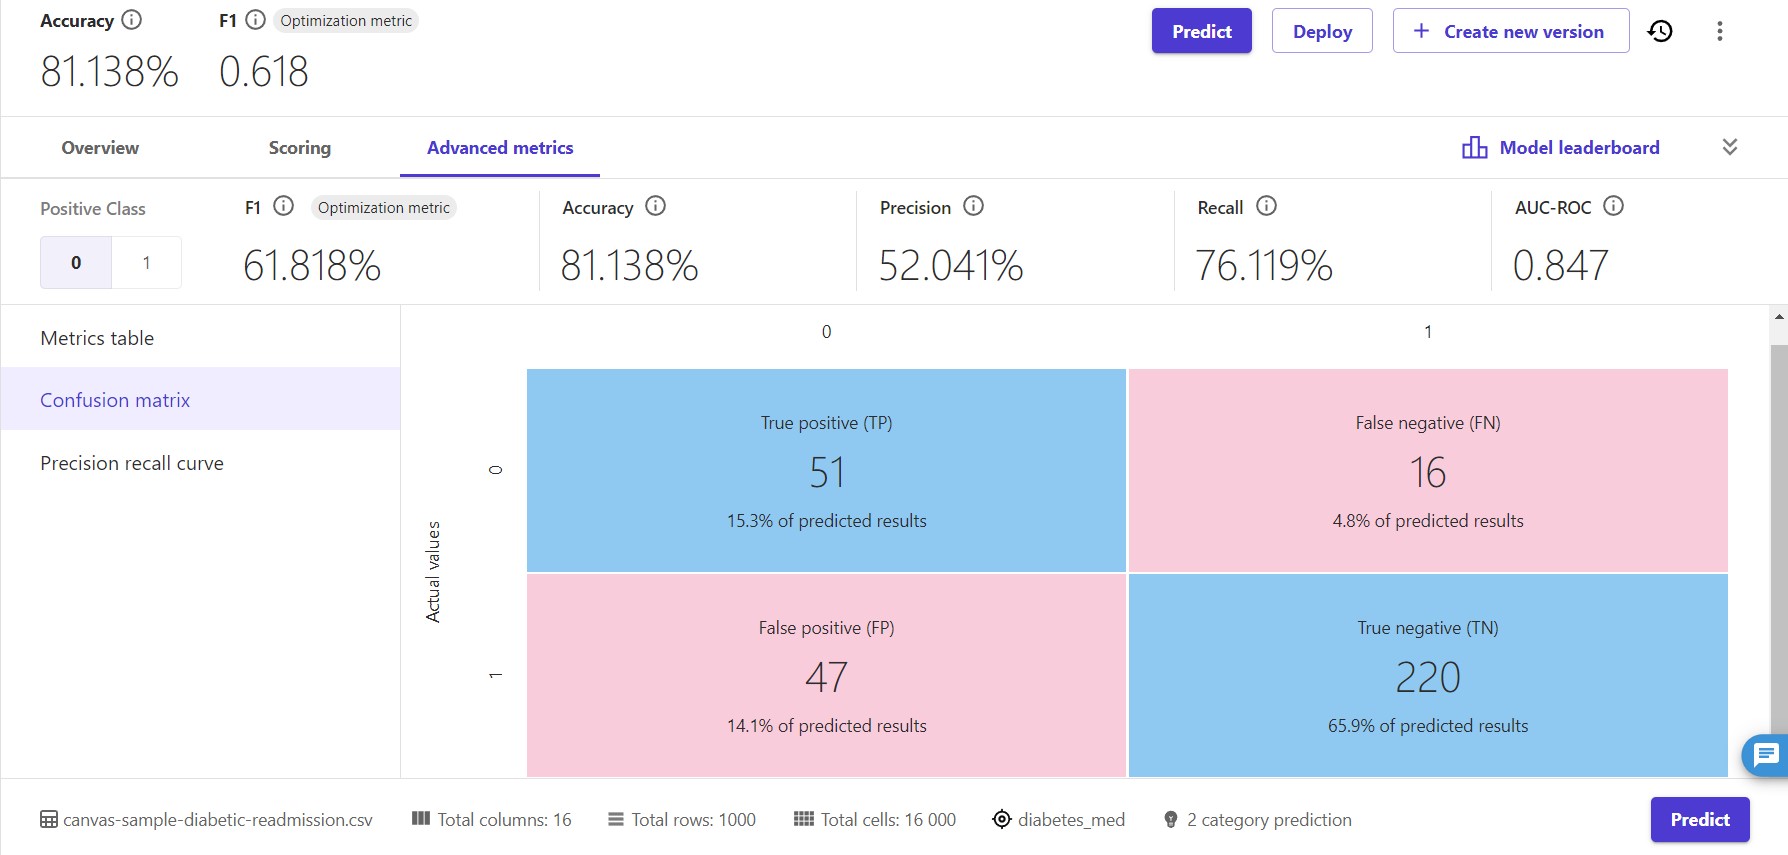 Accuracy F1 Optimization metric
81.138% 0.618
Predict Deploy + Create new version
Overview Scoring Advanced metrics Model leaderboard
Positive Class
0 1
F1 Optimization metric
61.818%
Accuracy
81.138%
Precision
52.041%
Recall
76.119%
AUC-ROC
0.847
Metrics table
Confusion matrix
Precision recall curve
0 1
Actual values
0
True positive (TP)
51
15.3% of predicted results
False negative (FN)
16
4.8% of predicted results
1
False positive (FP)
47
14.1% of predicted results
True negative (TN)
220
65.9% of predicted results
canvas-sample-diabetic-readmission.csv Total columns: 16 Total rows: 1000 Total cells: 16 000 diabetes_med 2 category prediction Predict